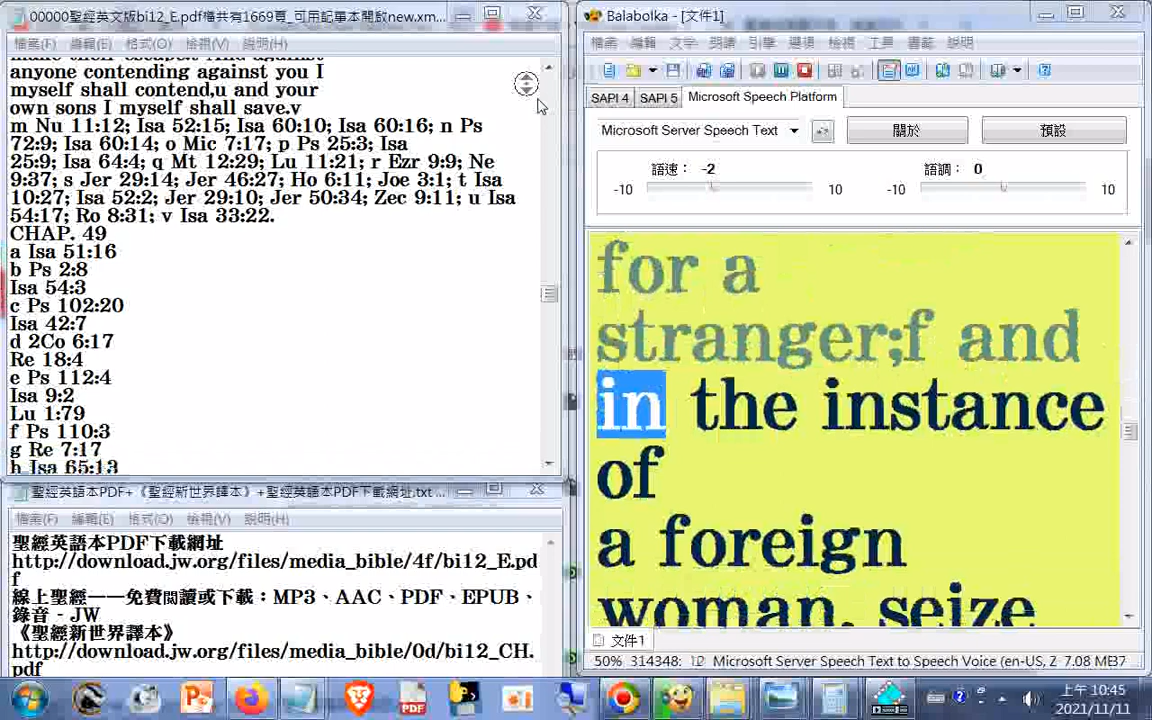 00000聖經英文版bi12_E.pdf檔共有1669頁_可用記事本開啟new.xm...
檔案(F) 編輯(E) 格式(O) 檢視(V) 說明(H)
anyone contending against you I
myself shall contend,u and your
own sons I myself shall save.v
m Nu 11:12; Isa 52:15; Isa 60:10; Isa 60:16; n Ps
72:9; Isa 60:14; o Mic 7:17; p Ps 25:3; Isa
25:9; Isa 64:4; q Mt 12:29; Lu 11:21; r Ezr 9:9; Ne
9:37; s Jer 29:14; Jer 46:27; Ho 6:11; Joe 3:1; t Isa
10:27; Isa 52:2; Jer 29:10; Jer 50:34; Zec 9:11; u Isa
54:17; Ro 8:31; v Isa 33:22.
CHAP. 49
a Isa 51:16
b Ps 2:8
Isa 54:3
c Ps 102:20
Isa 42:7
d 2Co 6:17
Re 18:4
e Ps 112:4
Isa 9:2
Lu 1:79
f Ps 110:3
g Re 7:17
h Isa 65:13
聖經英語本PDF+《聖經新世界譯本》+聖經英語本PDF下載網址.txt ...
檔案(F) 編輯(E) 格式(O) 檢視(V) 說明(H)
聖經英語本PDF下載網址
http://download.jw.org/files/media_bible/4f/bi12_E.pd
f
線上聖經——免費閱讀或下載：MP3、AAC、PDF、EPUB、
錄音 - JW
《聖經新世界譯本》
http://download.jw.org/files/media_bible/0d/bi12_CH.
pdf
Balabolka - [文件1]
檔案 編輯 文字 朗讀 引擎 選項 檢視 工具 書籤 說明
SAPI 4 SAPI 5 Microsoft Speech Platform
Microsoft Server Speech Text 關於 預設
語速： -2 語調： 0
-10 10 -10 10
for a
stranger;f and
in the instance
of
a foreign
woman, seize
文件1
50% 314348: Microsoft Server Speech Text to Speech Voice (en-US, Z 7.08 MB
上午 10:45
2021/11/11